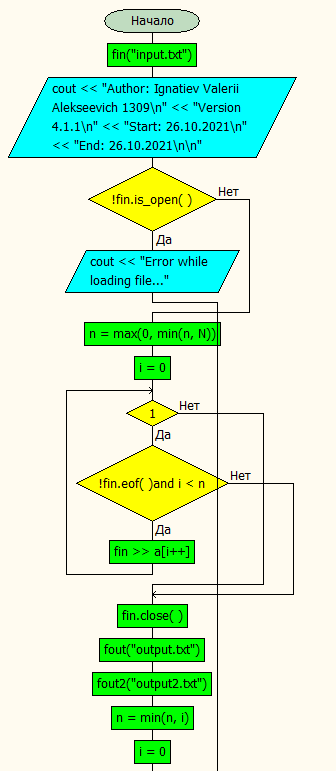 Начало
fin("input.txt")
cout << "Author: Ignatiev Valerii
Alekseevich 1309\n" << "Version
4.1.1\n" << "Start: 26.10.2021\n"
<< "End: 26.10.2021\n\n"
!fin.is_open( )
Нет
Да
cout << "Error while
loading file..."
n = max(0, min(n, N))
i = 0
1
Нет
Да
!fin.eof( )and i < n
Нет
Да
fin >> a[i++]
fin.close( )
fout("output.txt")
fout2("output2.txt")
n = min(n, i)
i = 0